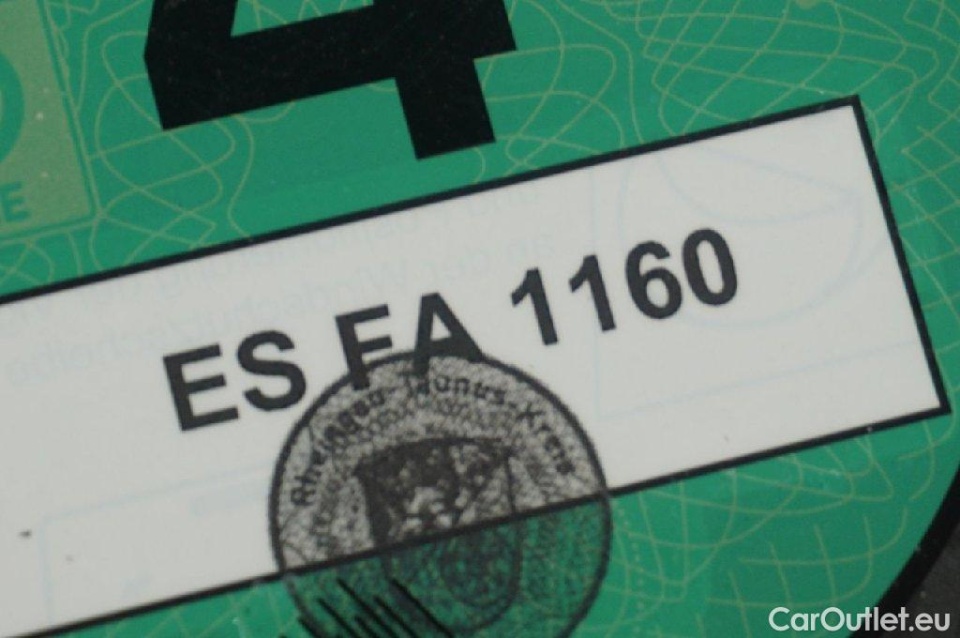 4
E
ES FA 1160
Rheingau-Taunus-Kreis
CarOutlet.eu